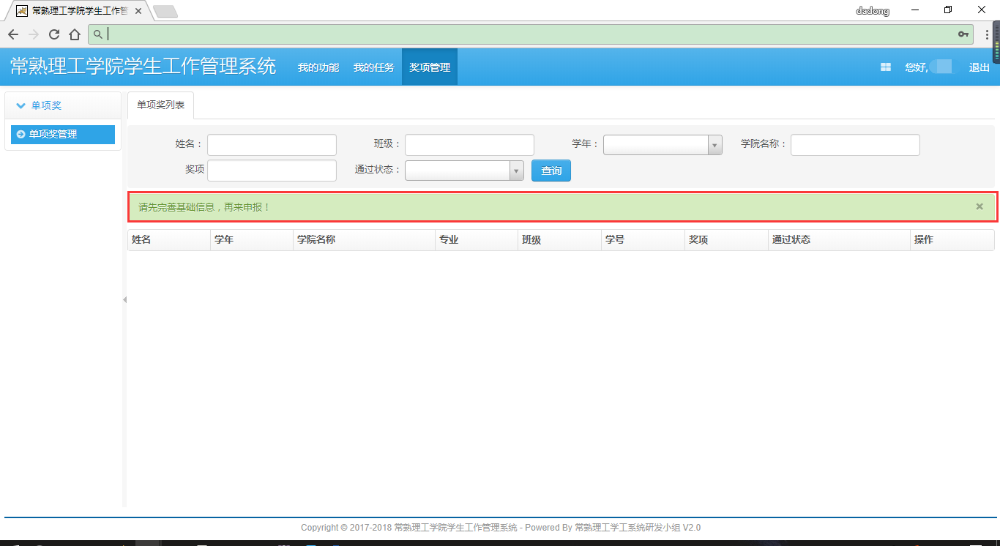 常熟理工学院学生工作管
dadong
常熟理工学院学生工作管理系统 我的功能 我的任务 奖项管理 您好, 退出
单项奖
单项奖管理
单项奖列表
姓名： 班级： 学年： 学院名称：
奖项 通过状态： 查询
请先完善基础信息，再来申报！
姓名 学年 学院名称 专业 班级 学号 奖项 通过状态 操作
Copyright © 2017-2018 常熟理工学院学生工作管理系统 - Powered By 常熟理工学工系统研发小组 V2.0